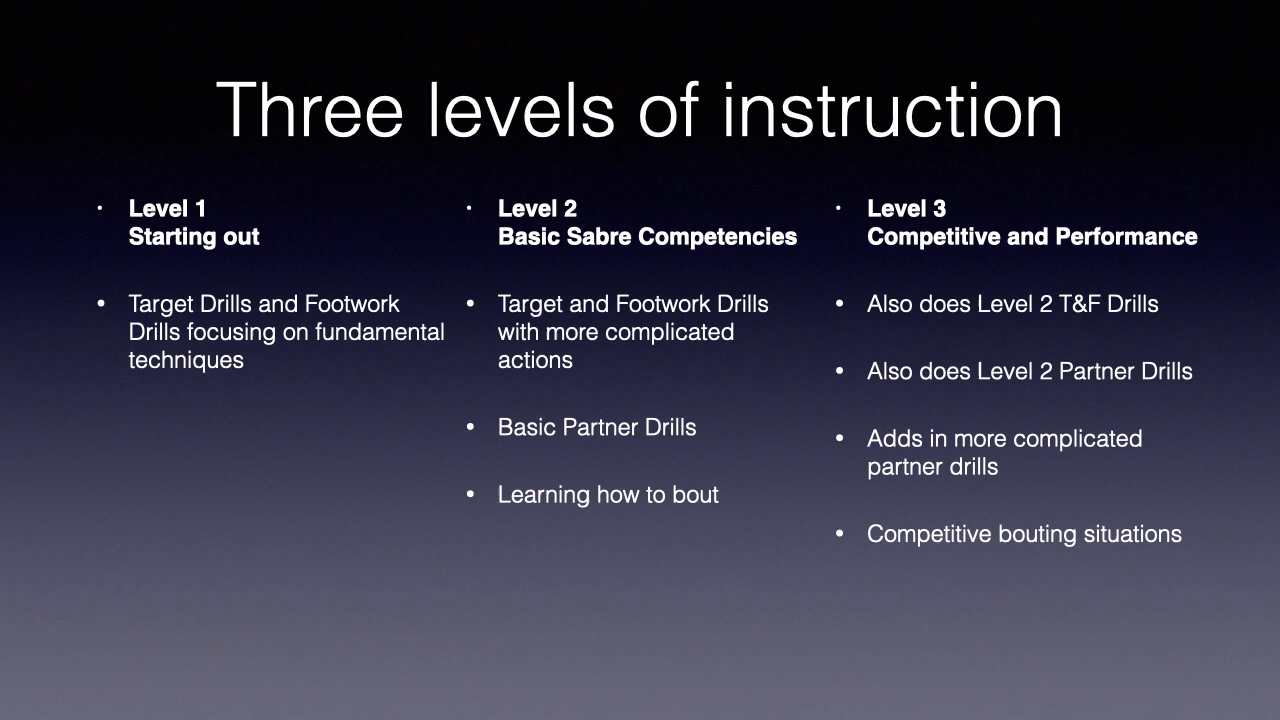 Three levels of instruction
• Level 1
Starting out
• Target Drills and Footwork
Drills focusing on fundamental
techniques
• Level 2
Basic Sabre Competencies
• Target and Footwork Drills
with more complicated
actions
• Basic Partner Drills
• Learning how to bout
• Level 3
Competitive and Performance
• Also does Level 2 T&F Drills
• Also does Level 2 Partner Drills
• Adds in more complicated
partner drills
• Competitive bouting situations